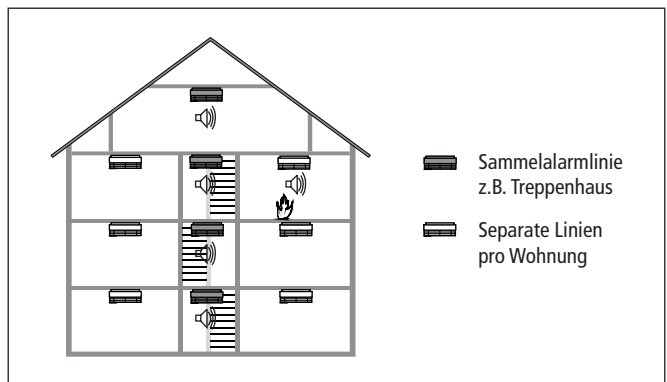 Sammelalarmlinie
z.B. Treppenhaus
Separate Linien
pro Wohnung